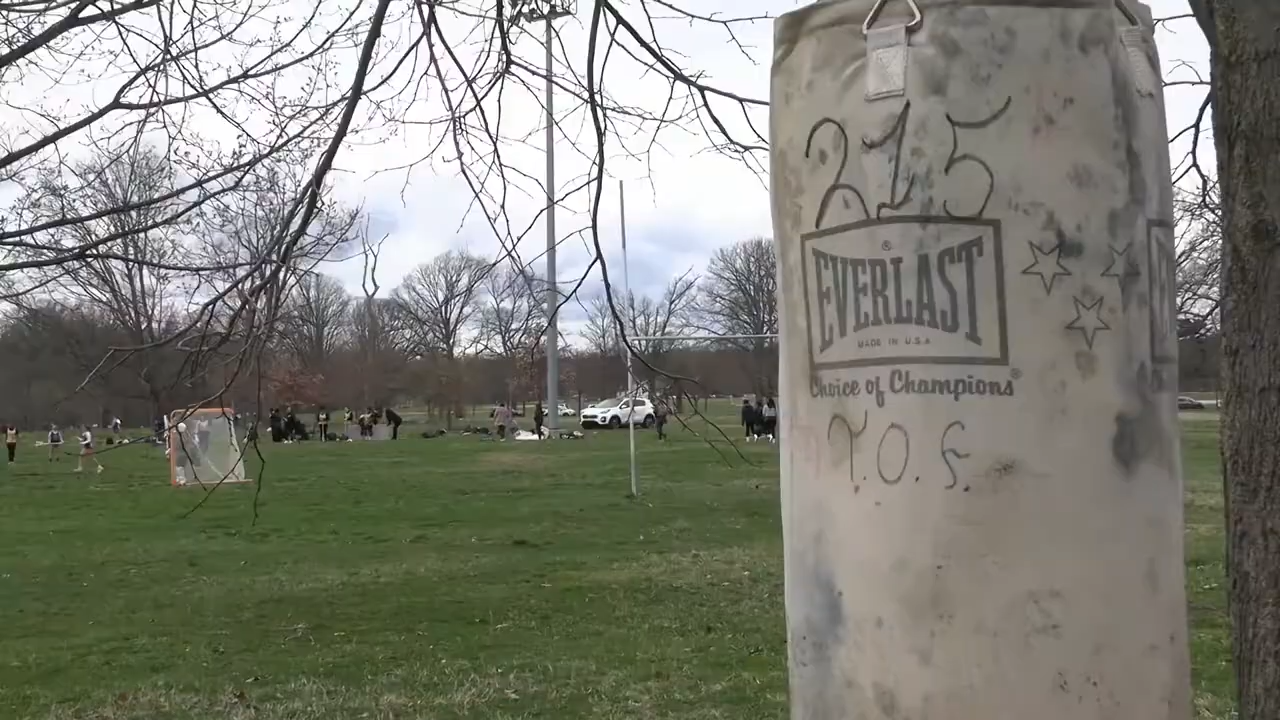 215
EVERLAST®
MADE IN U.S.A
Choice of Champions®
Y.O.F.